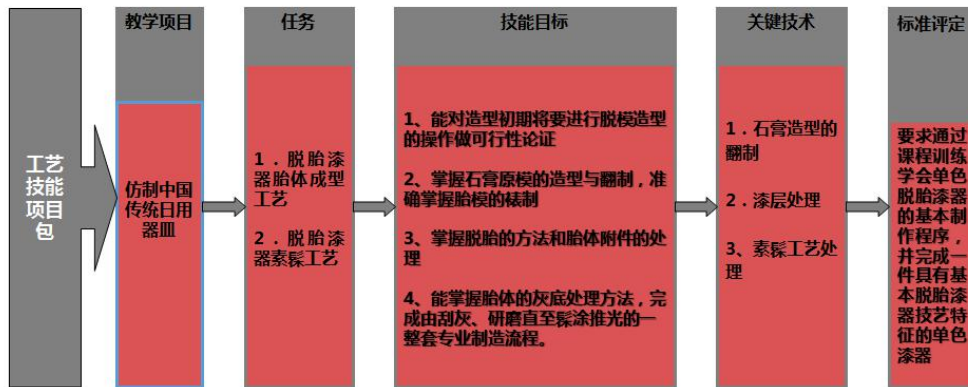 工艺
技能
项目
包
教学项目
仿制中国
传统日用
器皿
任务
1．脱胎漆
器胎体成型
工艺
2．脱胎漆
器素髹工艺
技能目标
1、能对造型初期将要进行脱模造型
的操作做可行性论证
2、掌握石膏原模的造型与翻制，准
确掌握胎模的裱制
3、掌握脱胎的方法和胎体附件的处
理
4、能掌握胎体的灰底处理方法，完
成由刮灰、研磨直至髹涂推光的一
整套专业制造流程。
关键技术
1．石膏造型的
翻制
2．漆层处理
3、素髹工艺处
理
标准评定
要求通过
课程训练
学会单色
脱胎漆器
的基本制
作程序，
并完成一
件具有基
本脱胎漆
器技艺特
征的单色
漆器